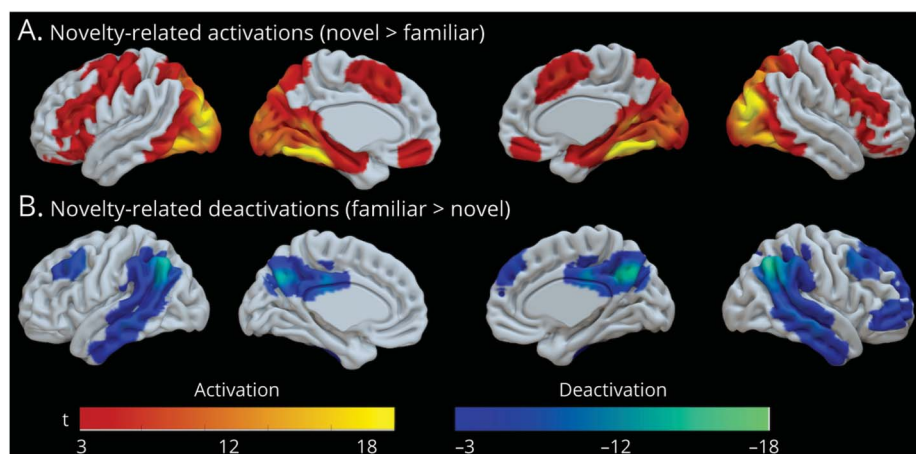 A. Novelty-related activations (novel > familiar)
B. Novelty-related deactivations (familiar > novel)
Activation
Deactivation
t
3 12 18
–3 –12 –18